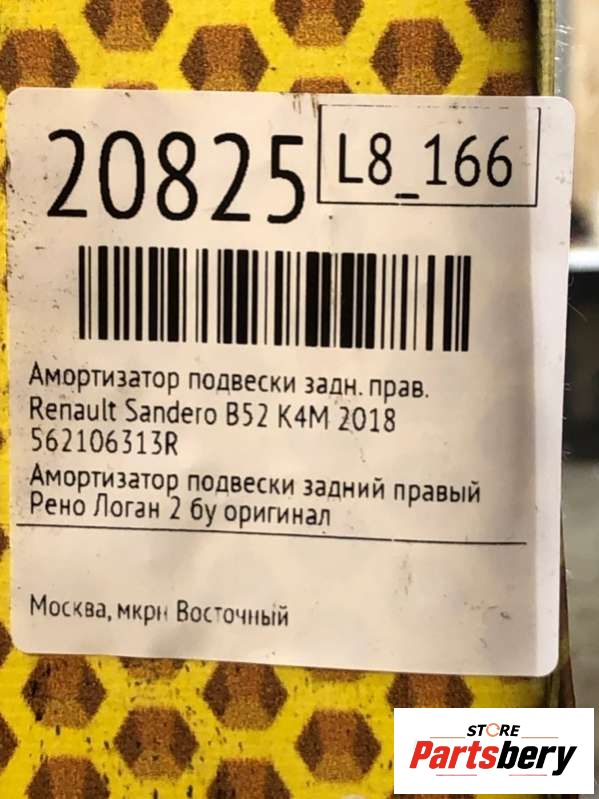 20825
L8_166
Амортизатор подвески задн. прав.
Renault Sandero B52 K4M 2018
562106313R
Амортизатор подвески задний правый
Рено Логан 2 бу оригинал
Москва, мкрн Восточный
STORE
Partsbery